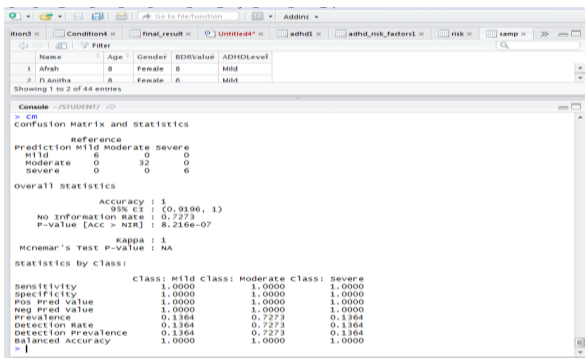 Go to file/function
Addins
ition3 × Condition4 × final_result × Untitled4* × adhd1 × adhd_risk_factors1 × risk × samp ×
Filter
Name Age Gender BDRValue ADHDLevel
1 Afrah 8 Female 8 Mild
2 D Anitha 8 Female 6 Mild
Showing 1 to 2 of 44 entries
Console ~/STUDENT/
> cm
Confusion Matrix and Statistics
Reference
Prediction Mild Moderate Severe
Mild 6 0 0
Moderate 0 32 0
Severe 0 0 6
Overall Statistics
Accuracy : 1
95% CI : (0.9196, 1)
No Information Rate : 0.7273
P-Value [Acc > NIR] : 8.216e-07
Kappa : 1
Mcnemar's Test P-Value : NA
Statistics by Class:
Class: Mild Class: Moderate Class: Severe
Sensitivity 1.0000 1.0000 1.0000
Specificity 1.0000 1.0000 1.0000
Pos Pred Value 1.0000 1.0000 1.0000
Neg Pred Value 1.0000 1.0000 1.0000
Prevalence 0.1364 0.7273 0.1364
Detection Rate 0.1364 0.7273 0.1364
Detection Prevalence 0.1364 0.7273 0.1364
Balanced Accuracy 1.0000 1.0000 1.0000
>